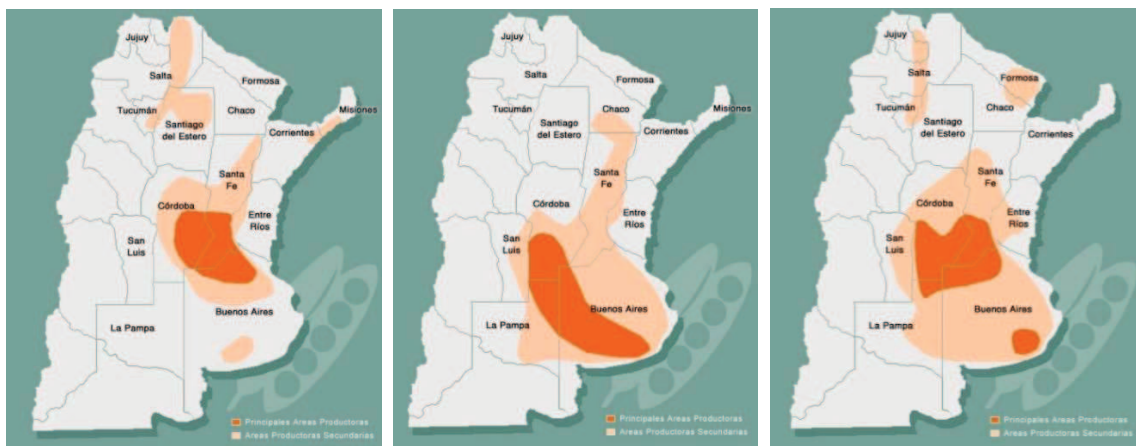 Jujuy
Salta
Formosa
Tucumán
Chaco
Misiones
Santiago
del Estero
Corrientes
Santa
Fe
Córdoba
Entre
Ríos
San
Luis
Buenos Aires
La Pampa
Principales Areas Productoras
Areas Productoras Secundarias
Jujuy
Salta
Formosa
Tucumán
Chaco
Misiones
Santiago
del Estero
Corrientes
Santa
Fe
Córdoba
Entre
Ríos
San
Luis
Buenos Aires
La Pampa
Principales Areas Productoras
Areas Productoras Secundarias
Jujuy
Salta
Formosa
Tucumán
Chaco
Misiones
Santiago
del Estero
Corrientes
Santa
Fe
Córdoba
Entre
Ríos
San
Luis
Buenos Aires
La Pampa
Principales Areas Productoras
Areas Productoras Secundarias